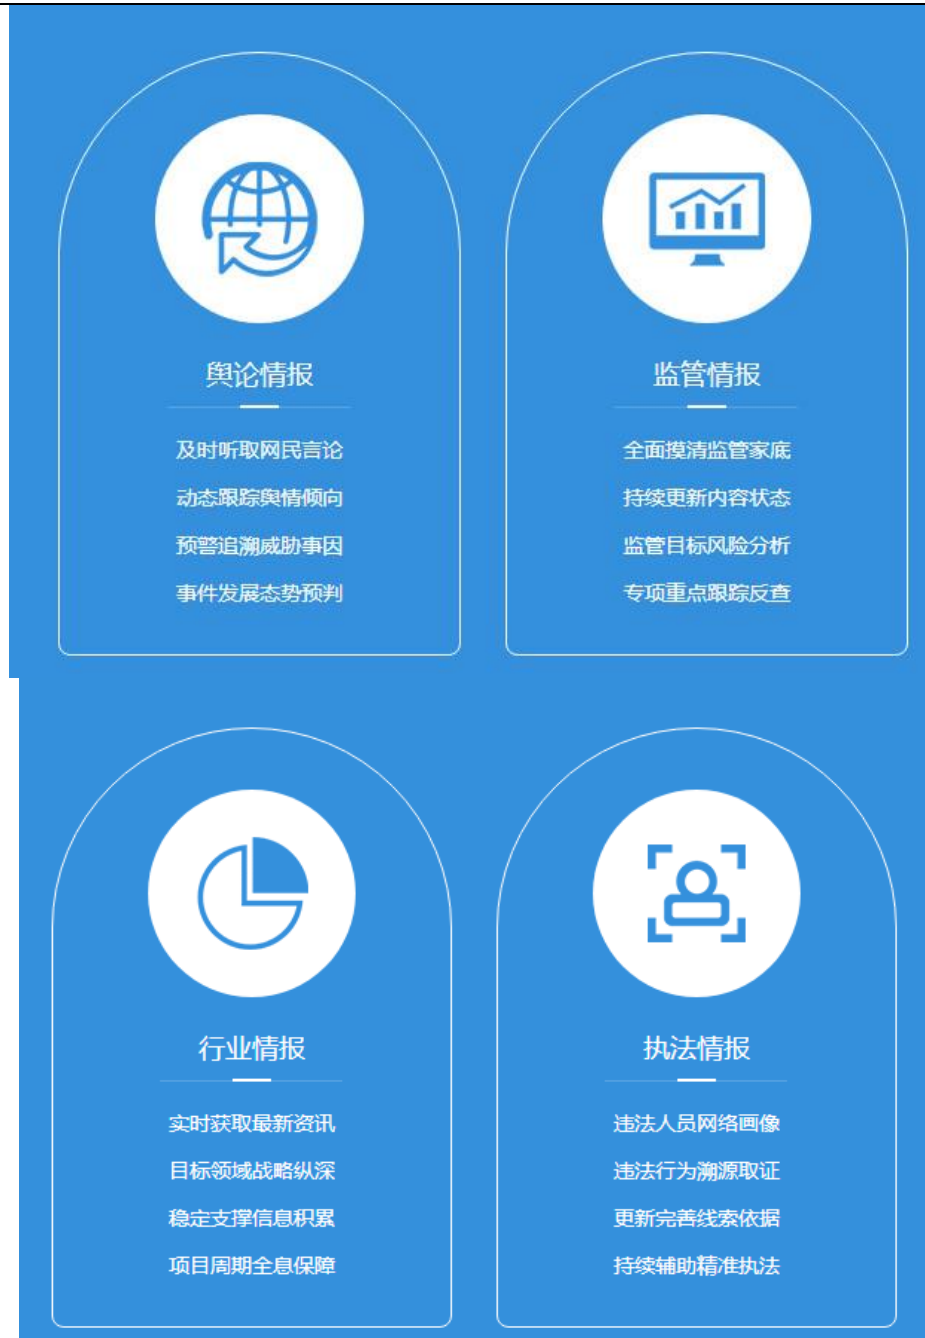 舆论情报
及时听取网民言论
动态跟踪舆情倾向
预警追溯威胁事因
事件发展态势预判
监管情报
全面摸清监管家底
持续更新内容状态
监管目标风险分析
专项重点跟踪反查
行业情报
实时获取最新资讯
目标领域战略纵深
稳定支撑信息积累
项目周期全息保障
执法情报
违法人员网络画像
违法行为溯源取证
更新完善线索依据
持续辅助精准执法